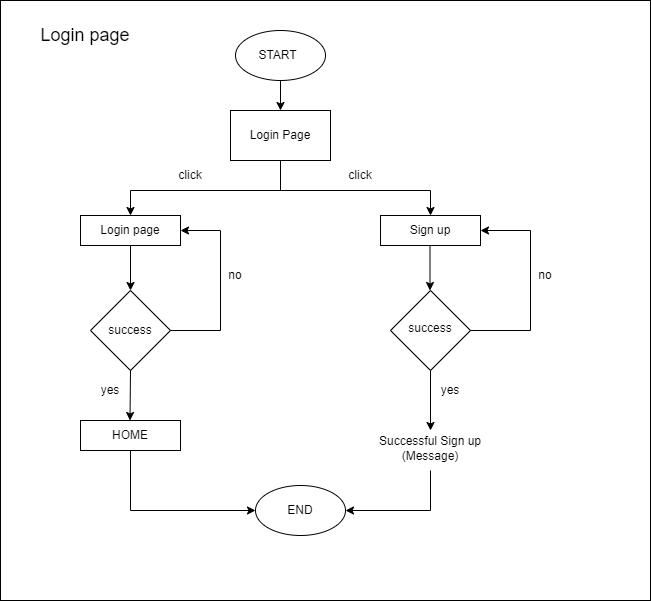 Login page
START
Login Page
click
click
Login page
Sign up
no
no
success
success
yes
yes
HOME
Successful Sign up
(Message)
END